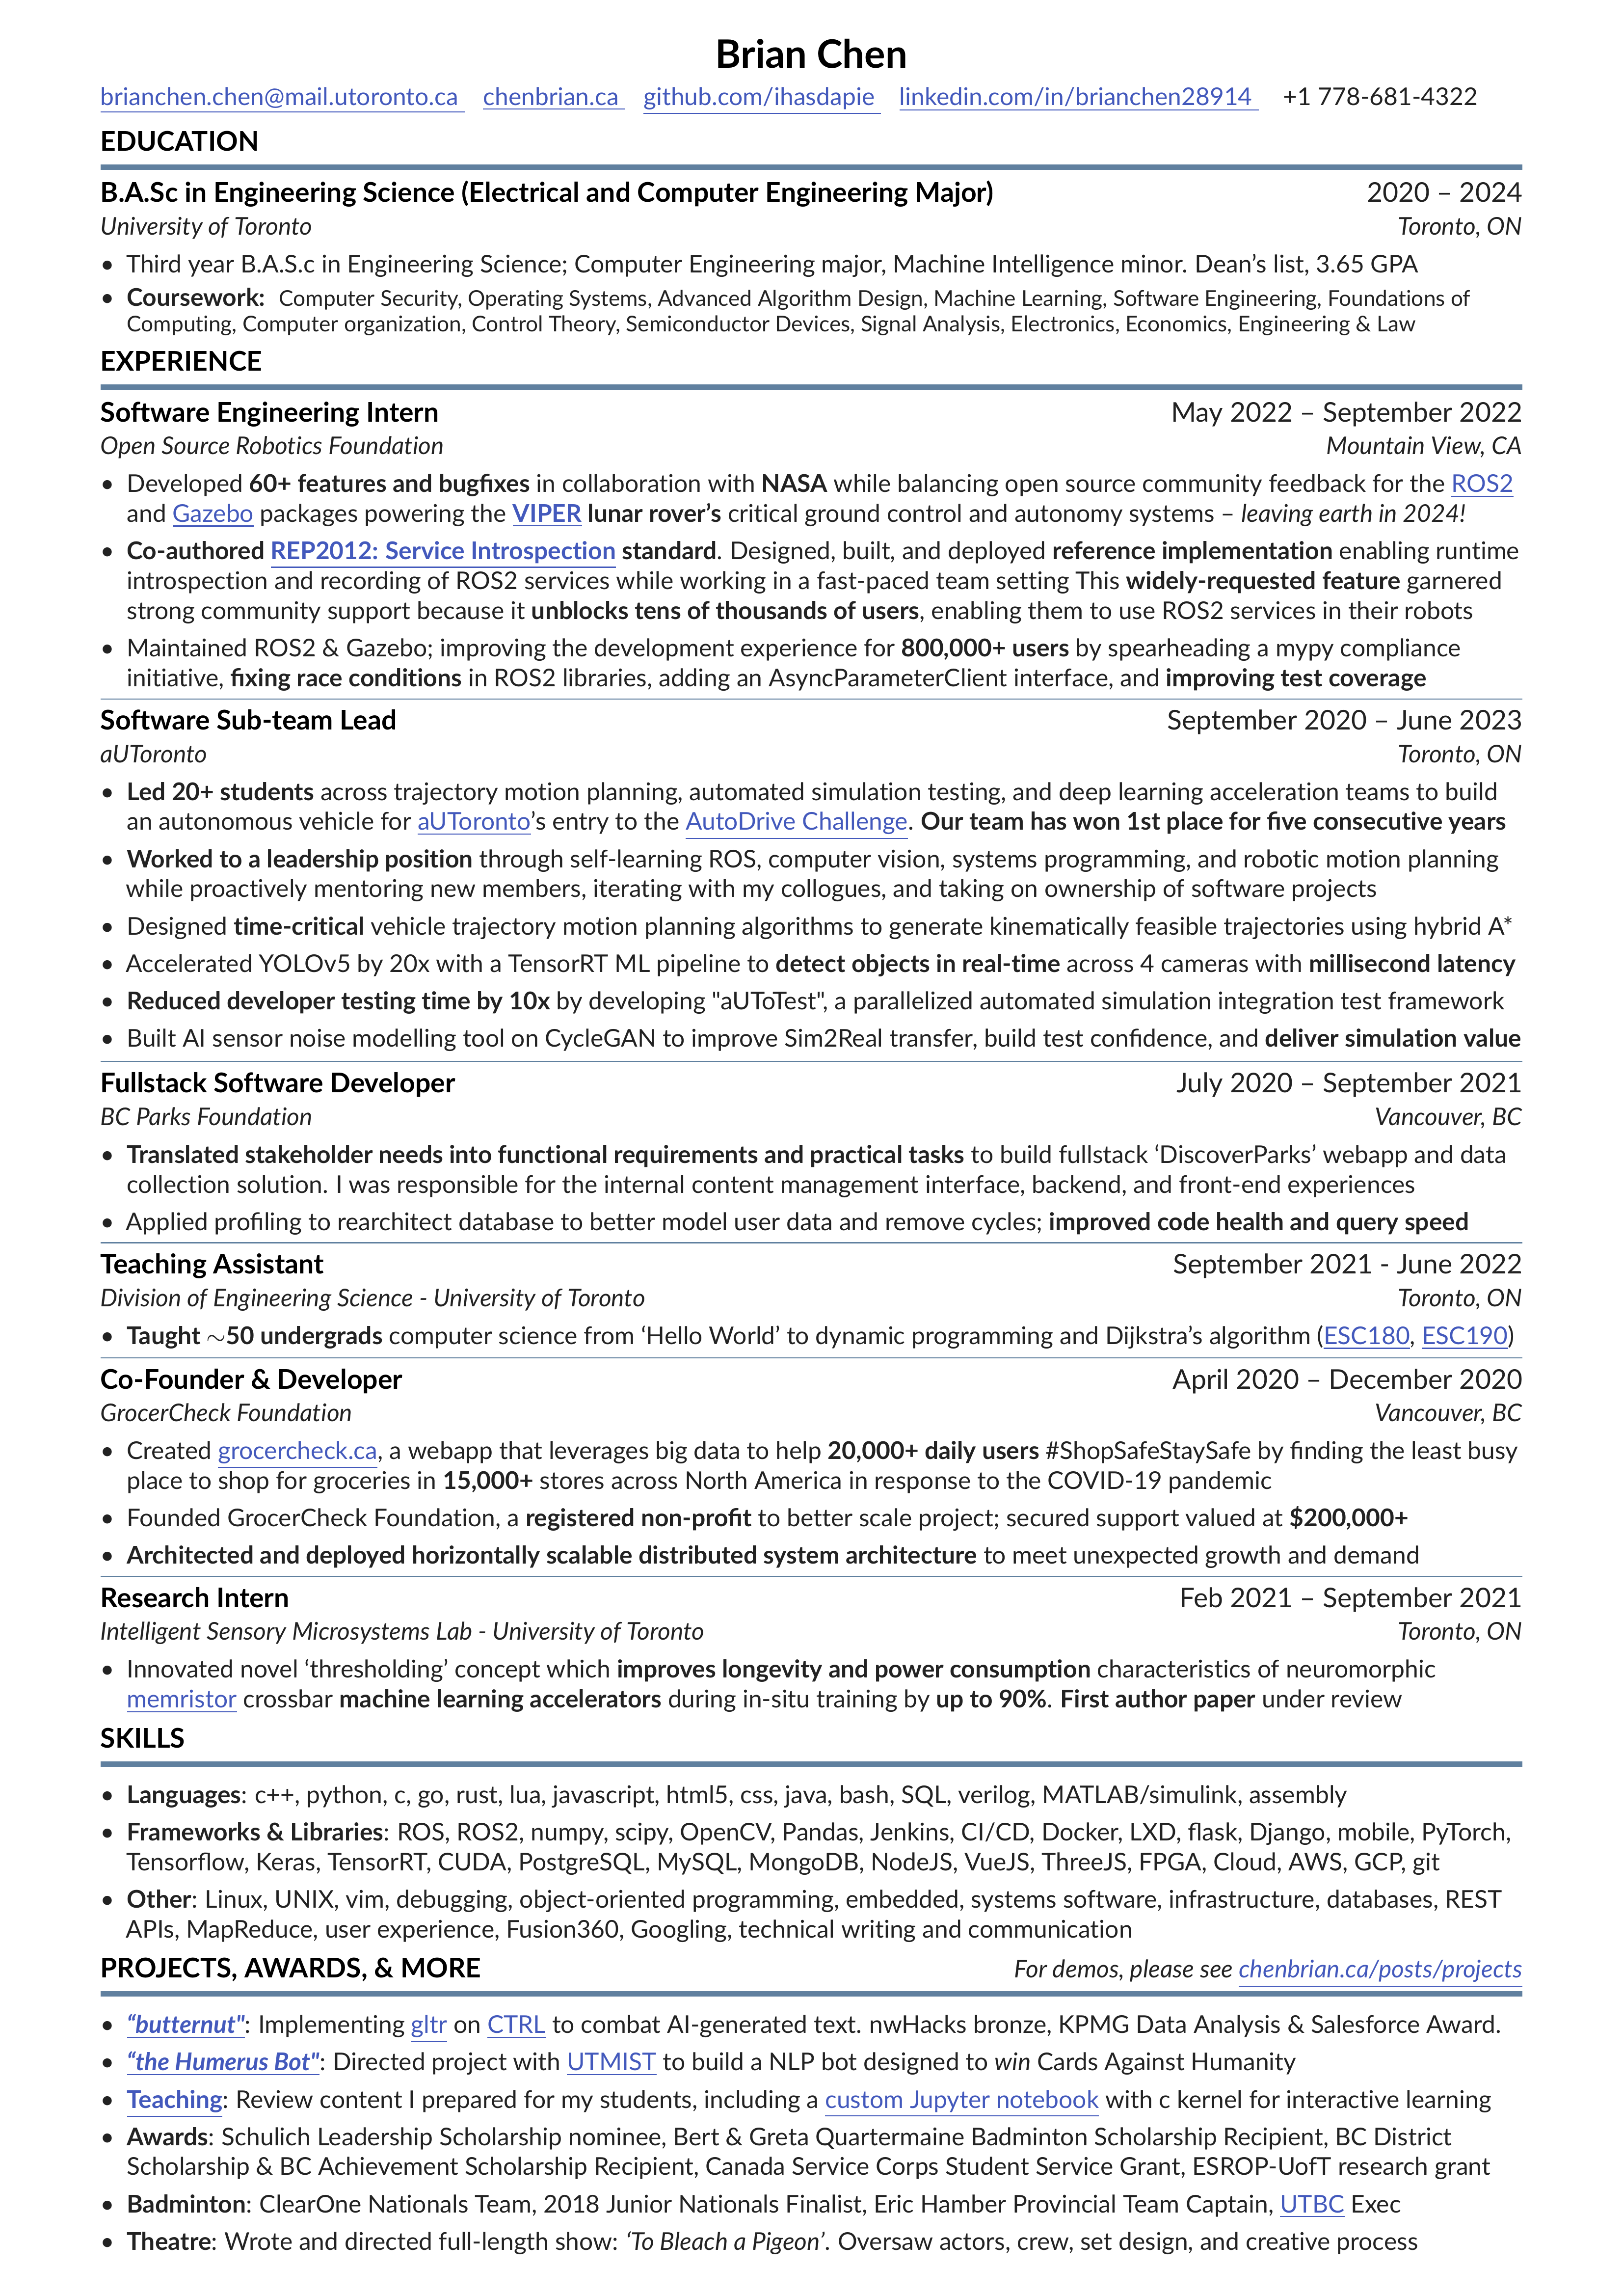 Brian Chen
brianchen.chen@mail.utoronto.ca chenbrian.ca github.com/ihasdapie linkedin.com/in/brianchen28914 +1 778-681-4322
EDUCATION
B.A.Sc in Engineering Science (Electrical and Computer Engineering Major) 2020 – 2024
University of Toronto Toronto, ON
• Third year B.A.S.c in Engineering Science; Computer Engineering major, Machine Intelligence minor. Dean’s list, 3.65 GPA
• Coursework: Computer Security, Operating Systems, Advanced Algorithm Design, Machine Learning, Software Engineering, Foundations of
Computing, Computer organization, Control Theory, Semiconductor Devices, Signal Analysis, Electronics, Economics, Engineering & Law
EXPERIENCE
Software Engineering Intern May 2022 – September 2022
Open Source Robotics Foundation Mountain View, CA
• Developed 60+ features and bugfixes in collaboration with NASA while balancing open source community feedback for the ROS2
and Gazebo packages powering the VIPER lunar rover’s critical ground control and autonomy systems – leaving earth in 2024!
• Co-authored REP2012: Service Introspection standard. Designed, built, and deployed reference implementation enabling runtime
introspection and recording of ROS2 services while working in a fast-paced team setting This widely-requested feature garnered
strong community support because it unblocks tens of thousands of users, enabling them to use ROS2 services in their robots
• Maintained ROS2 & Gazebo; improving the development experience for 800,000+ users by spearheading a mypy compliance
initiative, fixing race conditions in ROS2 libraries, adding an AsyncParameterClient interface, and improving test coverage
Software Sub-team Lead September 2020 – June 2023
aUToronto Toronto, ON
• Led 20+ students across trajectory motion planning, automated simulation testing, and deep learning acceleration teams to build
an autonomous vehicle for aUToronto’s entry to the AutoDrive Challenge. Our team has won 1st place for five consecutive years
• Worked to a leadership position through self-learning ROS, computer vision, systems programming, and robotic motion planning
while proactively mentoring new members, iterating with my collogues, and taking on ownership of software projects
• Designed time-critical vehicle trajectory motion planning algorithms to generate kinematically feasible trajectories using hybrid A*
• Accelerated YOLOv5 by 20x with a TensorRT ML pipeline to detect objects in real-time across 4 cameras with millisecond latency
• Reduced developer testing time by 10x by developing "aUToTest", a parallelized automated simulation integration test framework
• Built AI sensor noise modelling tool on CycleGAN to improve Sim2Real transfer, build test confidence, and deliver simulation value
Fullstack Software Developer July 2020 – September 2021
BC Parks Foundation Vancouver, BC
• Translated stakeholder needs into functional requirements and practical tasks to build fullstack ‘DiscoverParks’ webapp and data
collection solution. I was responsible for the internal content management interface, backend, and front-end experiences
• Applied profiling to rearchitect database to better model user data and remove cycles; improved code health and query speed
Teaching Assistant September 2021 - June 2022
Division of Engineering Science - University of Toronto Toronto, ON
• Taught ~50 undergrads computer science from ‘Hello World’ to dynamic programming and Dijkstra’s algorithm (ESC180, ESC190)
Co-Founder & Developer April 2020 – December 2020
GrocerCheck Foundation Vancouver, BC
• Created grocercheck.ca, a webapp that leverages big data to help 20,000+ daily users #ShopSafeStaySafe by finding the least busy
place to shop for groceries in 15,000+ stores across North America in response to the COVID-19 pandemic
• Founded GrocerCheck Foundation, a registered non-profit to better scale project; secured support valued at $200,000+
• Architected and deployed horizontally scalable distributed system architecture to meet unexpected growth and demand
Research Intern Feb 2021 – September 2021
Intelligent Sensory Microsystems Lab - University of Toronto Toronto, ON
• Innovated novel ‘thresholding’ concept which improves longevity and power consumption characteristics of neuromorphic
memristor crossbar machine learning accelerators during in-situ training by up to 90%. First author paper under review
SKILLS
• Languages: c++, python, c, go, rust, lua, javascript, html5, css, java, bash, SQL, verilog, MATLAB/simulink, assembly
• Frameworks & Libraries: ROS, ROS2, numpy, scipy, OpenCV, Pandas, Jenkins, CI/CD, Docker, LXD, flask, Django, mobile, PyTorch,
Tensorflow, Keras, TensorRT, CUDA, PostgreSQL, MySQL, MongoDB, NodeJS, VueJS, ThreeJS, FPGA, Cloud, AWS, GCP, git
• Other: Linux, UNIX, vim, debugging, object-oriented programming, embedded, systems software, infrastructure, databases, REST
APIs, MapReduce, user experience, Fusion360, Googling, technical writing and communication
PROJECTS, AWARDS, & MORE For demos, please see chenbrian.ca/posts/projects
• “butternut": Implementing gltr on CTRL to combat AI-generated text. nwHacks bronze, KPMG Data Analysis & Salesforce Award.
• “the Humerus Bot": Directed project with UTMIST to build a NLP bot designed to win Cards Against Humanity
• Teaching: Review content I prepared for my students, including a custom Jupyter notebook with c kernel for interactive learning
• Awards: Schulich Leadership Scholarship nominee, Bert & Greta Quartermaine Badminton Scholarship Recipient, BC District
Scholarship & BC Achievement Scholarship Recipient, Canada Service Corps Student Service Grant, ESROP-UofT research grant
• Badminton: ClearOne Nationals Team, 2018 Junior Nationals Finalist, Eric Hamber Provincial Team Captain, UTBC Exec
• Theatre: Wrote and directed full-length show: ‘To Bleach a Pigeon’. Oversaw actors, crew, set design, and creative process